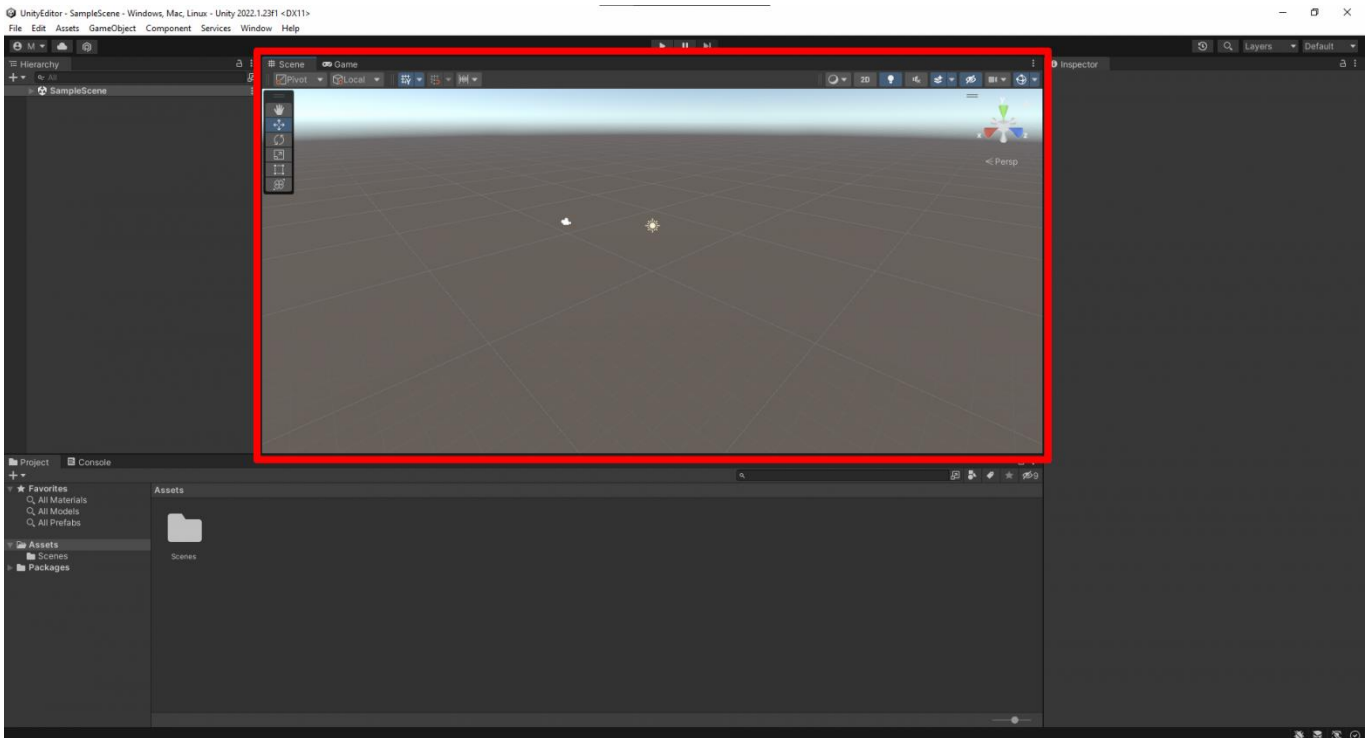 UnityEditor - SampleScene - Windows, Mac, Linux - Unity 2022.1.23f1 <DX11>
File Edit Assets GameObject Component Services Window Help
M
Layers Default
Hierarchy
Scene Game
Inspector
All
Pivot Local
2D
SampleScene
y
x z
Persp
Project Console
9
Favorites
All Materials
All Models
All Prefabs
Assets
Scenes
Packages
Assets
Scenes